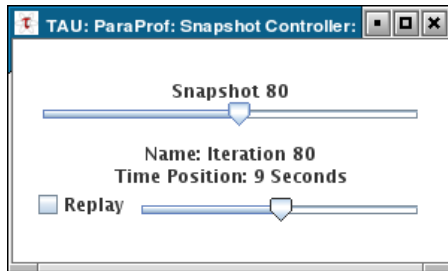 τ TAU: ParaProf: Snapshot Controller:
Snapshot 80
Name: Iteration 80
Time Position: 9 Seconds
Replay